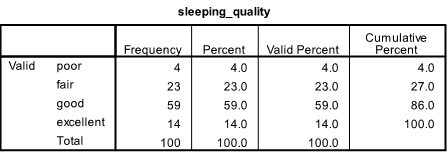 sleeping_quality
Frequency Percent Valid Percent Cumulative Percent
Valid poor 4 4.0 4.0 4.0
fair 23 23.0 23.0 27.0
good 59 59.0 59.0 86.0
excellent 14 14.0 14.0 100.0
Total 100 100.0 100.0